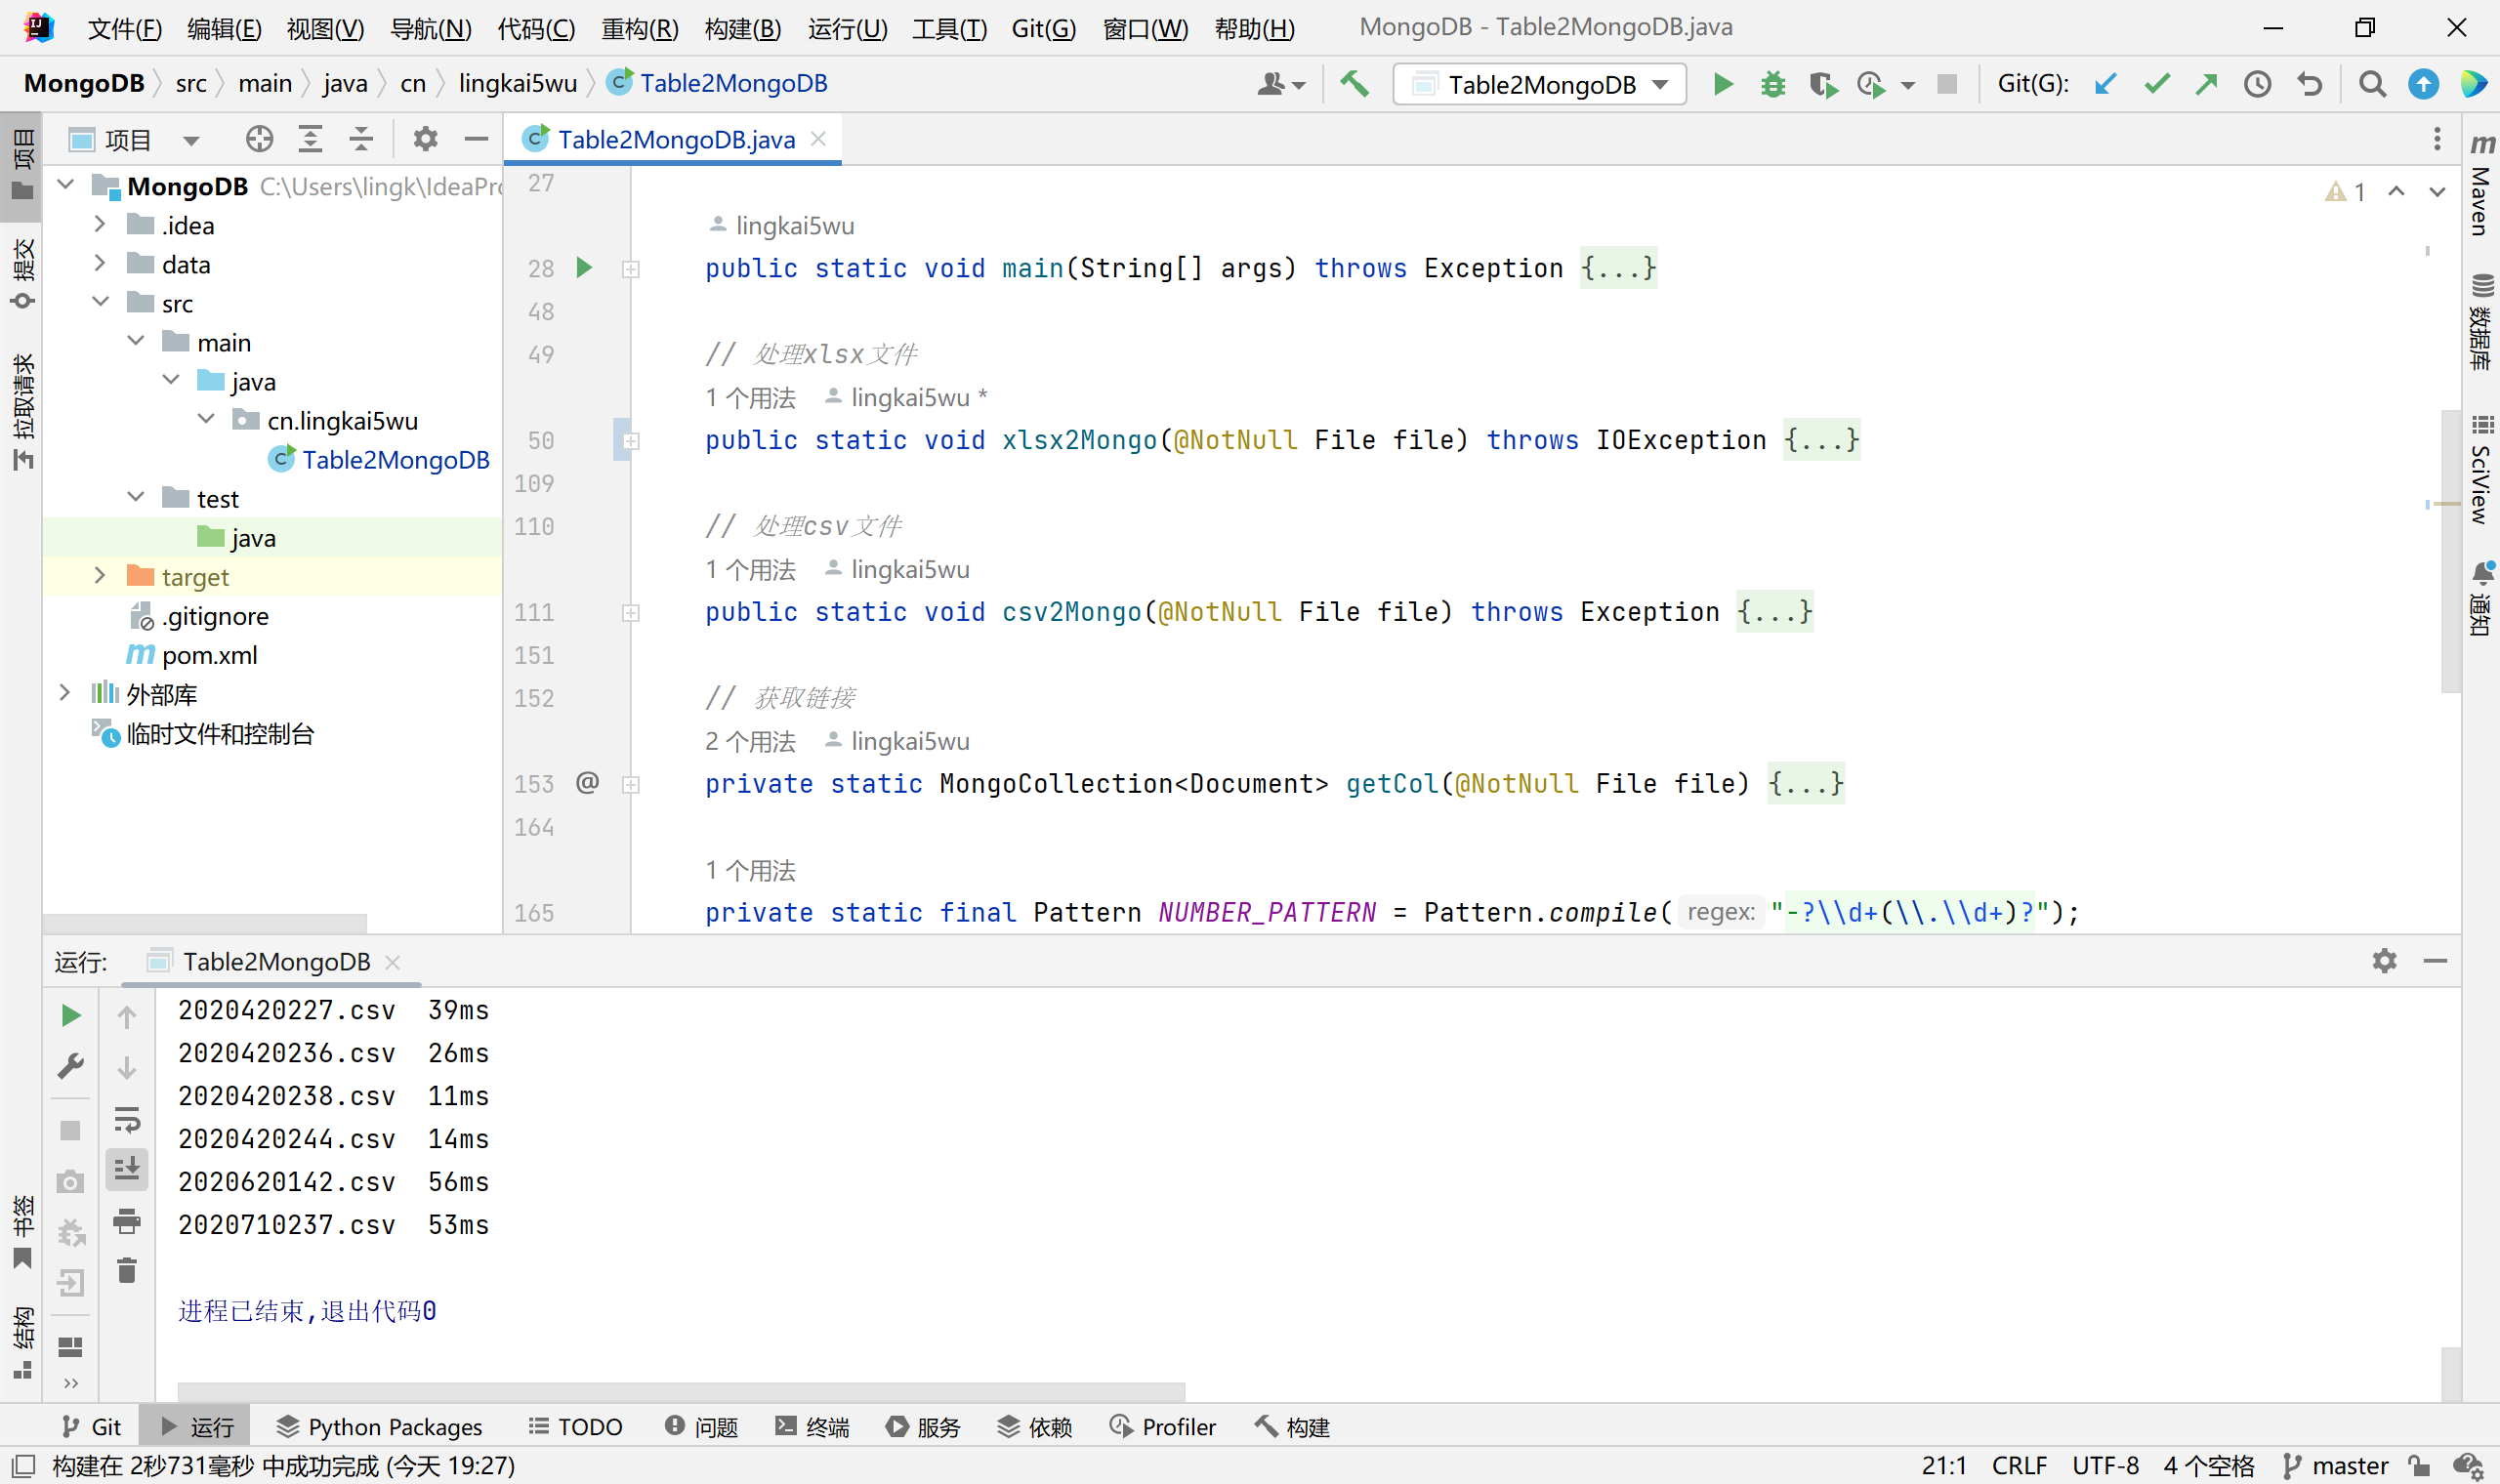 文件(F) 编辑(E) 视图(V) 导航(N) 代码(C) 重构(R) 构建(B) 运行(U) 工具(T) Git(G) 窗口(W) 帮助(H) MongoDB - Table2MongoDB.java
MongoDB src main java cn lingkai5wu Table2MongoDB
Table2MongoDB
Git(G):
项目
提交
拉取请求
书签
结构
项目
MongoDB C:\Users\lingk\IdeaPr
.idea
data
src
main
java
cn.lingkai5wu
Table2MongoDB
test
java
target
.gitignore
pom.xml
外部库
临时文件和控制台
Table2MongoDB.java
1
27
lingkai5wu
28 public static void main(String[] args) throws Exception {...}
48
49 // 处理xlsx文件
1 个用法 lingkai5wu *
50 public static void xlsx2Mongo(@NotNull File file) throws IOException {...}
109
110 // 处理csv文件
1 个用法 lingkai5wu
111 public static void csv2Mongo(@NotNull File file) throws Exception {...}
151
152 // 获取链接
2 个用法 lingkai5wu
153 @ private static MongoCollection<Document> getCol(@NotNull File file) {...}
164
1 个用法
165 private static final Pattern NUMBER_PATTERN = Pattern.compile( regex: "-?\\d+(\\.\\d+)?");
Maven
数据库
SciView
通知
运行: Table2MongoDB
2020420227.csv 39ms
2020420236.csv 26ms
2020420238.csv 11ms
2020420244.csv 14ms
2020620142.csv 56ms
2020710237.csv 53ms
进程已结束,退出代码0
Git 运行 Python Packages TODO 问题 终端 服务 依赖 Profiler 构建
构建在 2秒731毫秒 中成功完成 (今天 19:27) 21:1 CRLF UTF-8 4 个空格 master